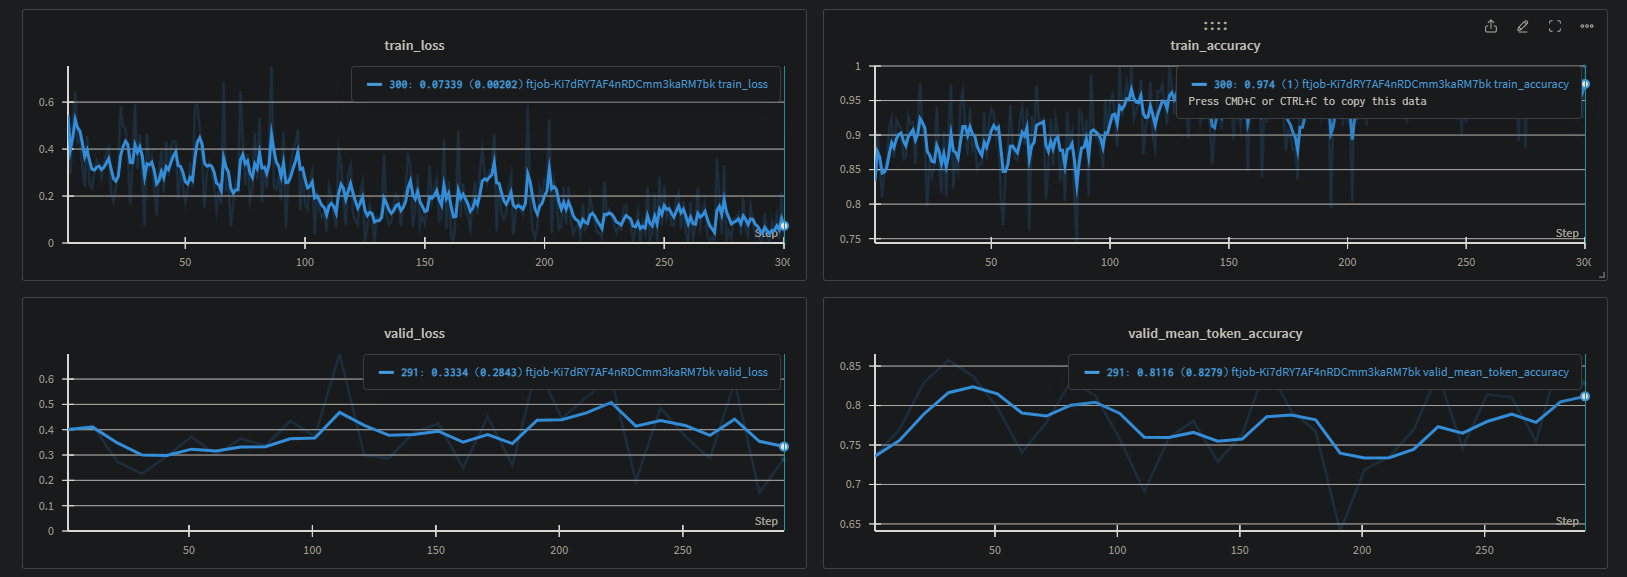 train_loss
300: 0.07339 (0.00202) ftjob-Ki7dRY7AF4nRDCmm3kaRM7bk train_loss
0.6
0.4
0.2
0
Step
50 100 150 200 250 300
train_accuracy
300: 0.974 (1) ftjob-Ki7dRY7AF4nRDCmm3kaRM7bk train_accuracy
Press CMD+C or CTRL+C to copy this data
1
0.95
0.9
0.85
0.8
0.75
Step
50 100 150 200 250 300
valid_loss
291: 0.3334 (0.2843) ftjob-Ki7dRY7AF4nRDCmm3kaRM7bk valid_loss
0.6
0.5
0.4
0.3
0.2
0.1
0
Step
50 100 150 200 250
valid_mean_token_accuracy
291: 0.8116 (0.8279) ftjob-Ki7dRY7AF4nRDCmm3kaRM7bk valid_mean_token_accuracy
0.85
0.8
0.75
0.7
0.65
Step
50 100 150 200 250